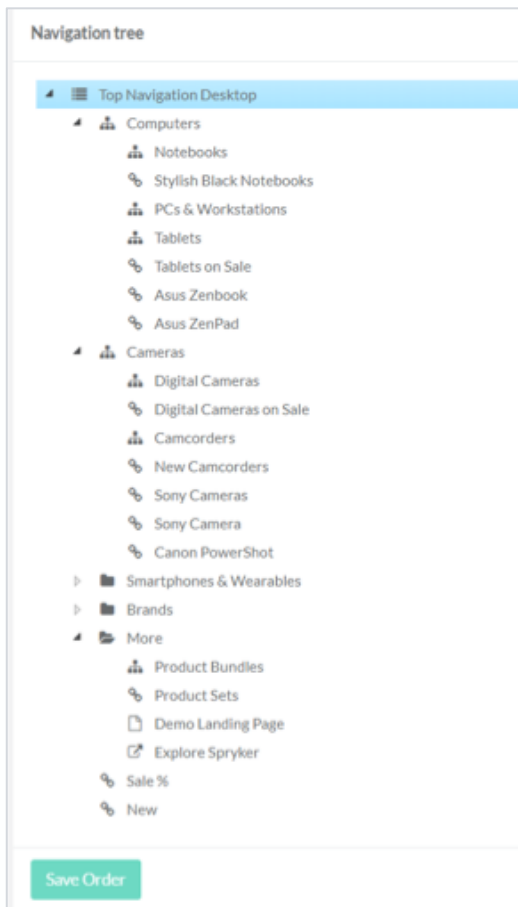 Navigation tree
Top Navigation Desktop
Computers
Notebooks
Stylish Black Notebooks
PCs & Workstations
Tablets
Tablets on Sale
Asus Zenbook
Asus ZenPad
Cameras
Digital Cameras
Digital Cameras on Sale
Camcorders
New Camcorders
Sony Cameras
Sony Camera
Canon PowerShot
Smartphones & Wearables
Brands
More
Product Bundles
Product Sets
Demo Landing Page
Explore Spryker
Sale %
New
Save Order